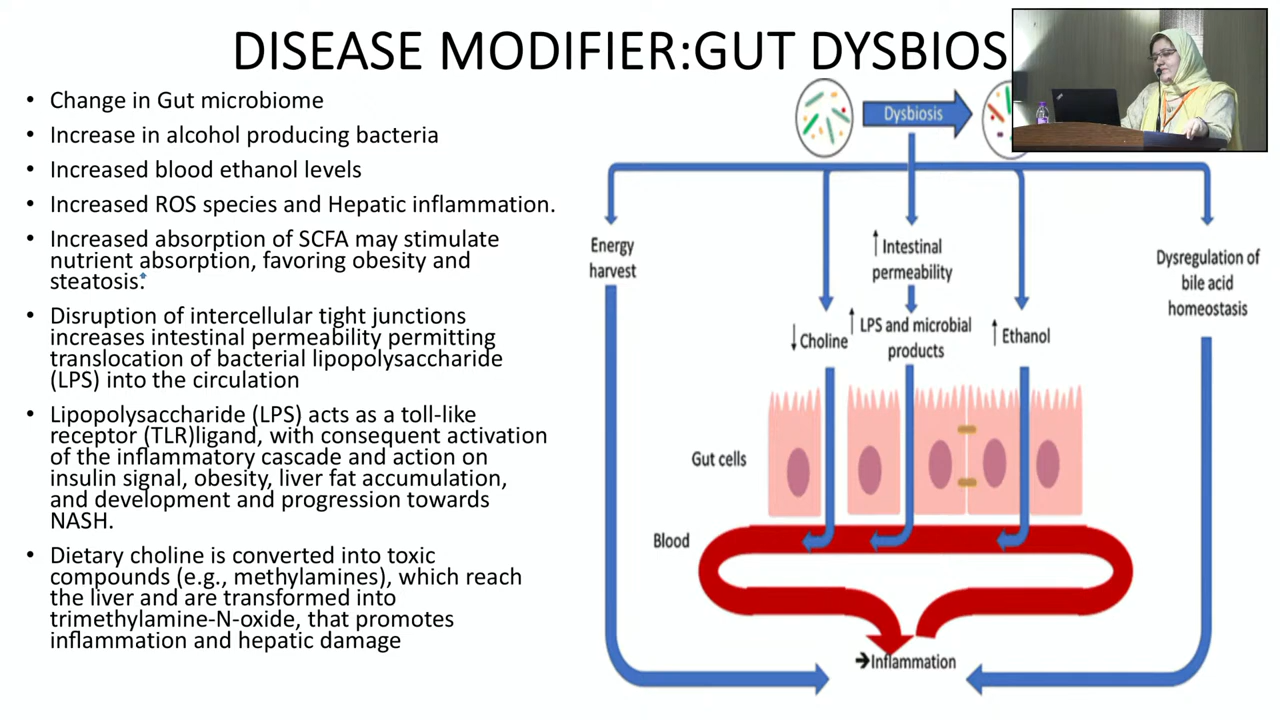 DISEASE MODIFIER:GUT DYSBIOS
• Change in Gut microbiome
• Increase in alcohol producing bacteria
• Increased blood ethanol levels
• Increased ROS species and Hepatic inflammation.
• Increased absorption of SCFA may stimulate
nutrient absorption, favoring obesity and
steatosis.
• Disruption of intercellular tight junctions
increases intestinal permeability permitting
translocation of bacterial lipopolysaccharide
(LPS) into the circulation
• Lipopolysaccharide (LPS) acts as a toll-like
receptor (TLR)ligand, with consequent activation
of the inflammatory cascade and action on
insulin signal, obesity, liver fat accumulation,
and development and progression towards
NASH.
• Dietary choline is converted into toxic
compounds (e.g., methylamines), which reach
the liver and are transformed into
trimethylamine-N-oxide, that promotes
inflammation and hepatic damage
Dysbiosis
Energy
harvest
↑ Intestinal
permeability
Dysregulation of
bile acid
homeostasis
↓ Choline
↑ LPS and microbial
products
↑ Ethanol
Gut cells
Blood
➔Inflammation